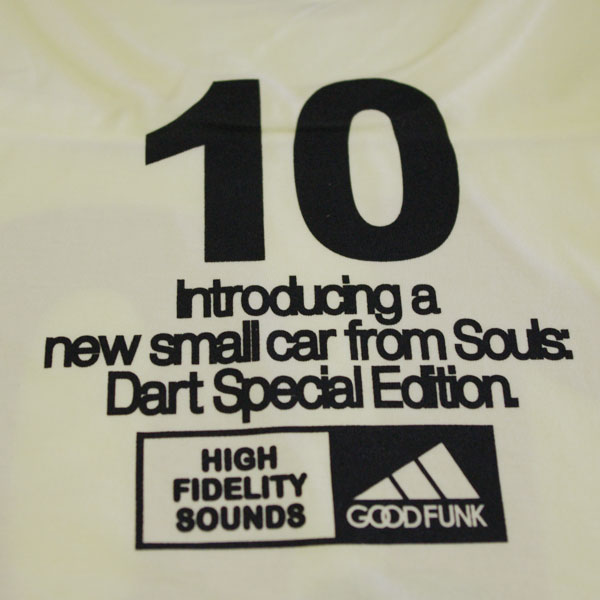 10
Introducing a
new small car from Souls:
Dart Special Edition.
HIGH
FIDELITY
SOUNDS
GOODFUNK